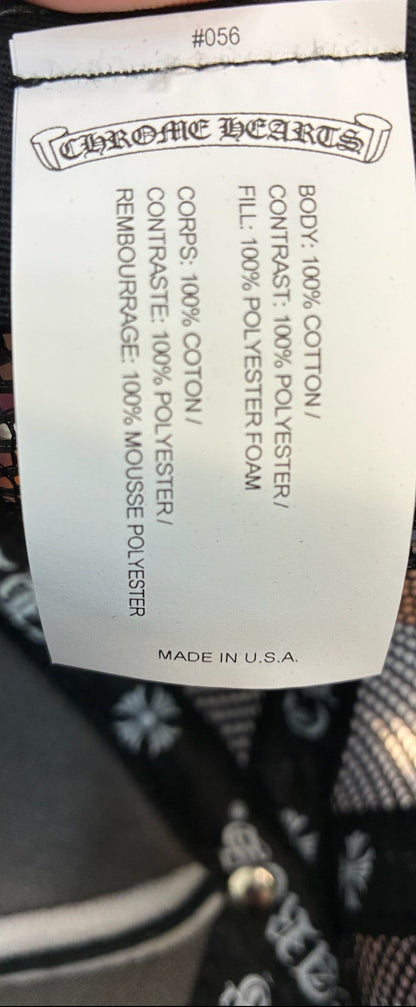 #056
CHROME HEARTS
BODY: 100% COTTON /
CONTRAST: 100% POLYESTER /
FILL: 100% POLYESTER FOAM
CORPS: 100% COTON /
CONTRASTE: 100% POLYESTER /
REMBOURRAGE: 100% MOUSSE POLYESTER
MADE IN U.S.A.